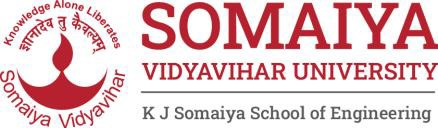 Knowledge Alone Liberates
ज्ञानादेव तु कैवल्यम्
Somaiya Vidyavihar
SOMAIYA
VIDYAVIHAR UNIVERSITY
K J Somaiya School of Engineering